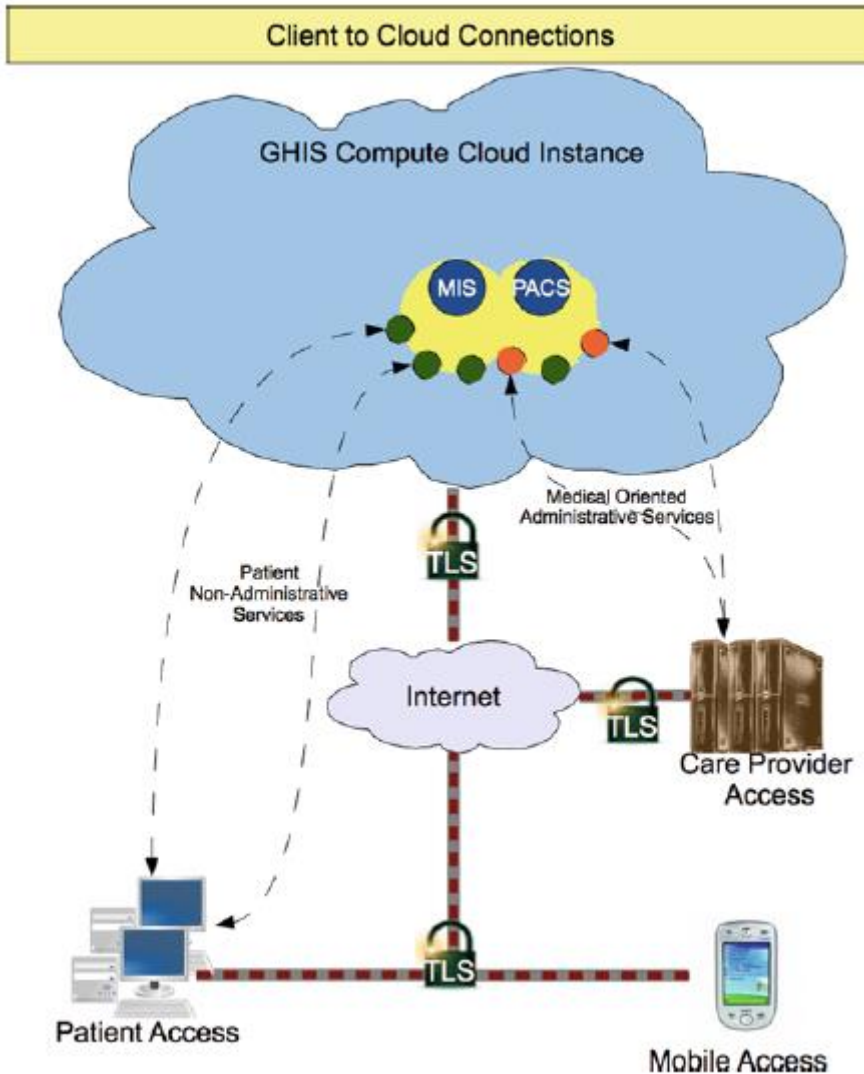 Client to Cloud Connections
GHIS Compute Cloud Instance
MIS
PACS
Medical Oriented
Administrative Services
TLS
Patient
Non-Administrative
Services
Internet
TLS
Care Provider
Access
TLS
Patient Access
Mobile Access